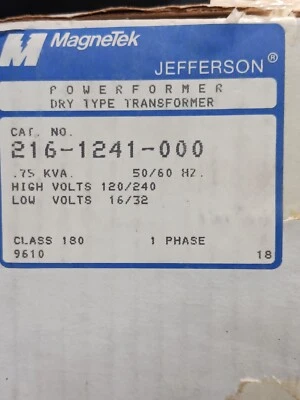 MagneTek
JEFFERSON®
POWERFORMER
DRY TYPE TRANSFORMER
CAT. NO.
216-1241-000
.75 KVA. 50/60 HZ.
HIGH VOLTS 120/240
LOW VOLTS 16/32
CLASS 180 1 PHASE
9610 18